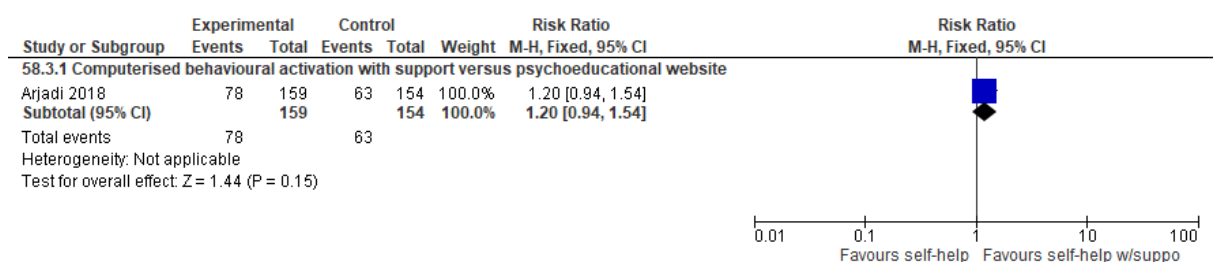 Experimental Control Risk Ratio Risk Ratio
Study or Subgroup Events Total Events Total Weight M-H, Fixed, 95% CI M-H, Fixed, 95% CI
58.3.1 Computerised behavioural activation with support versus psychoeducational website
Arjadi 2018 78 159 63 154 100.0% 1.20 [0.94, 1.54]
Subtotal (95% CI) 159 154 100.0% 1.20 [0.94, 1.54]
Total events 78 63
Heterogeneity: Not applicable
Test for overall effect: Z = 1.44 (P = 0.15)
0.01 0.1 1 10 100
Favours self-help Favours self-help w/suppo